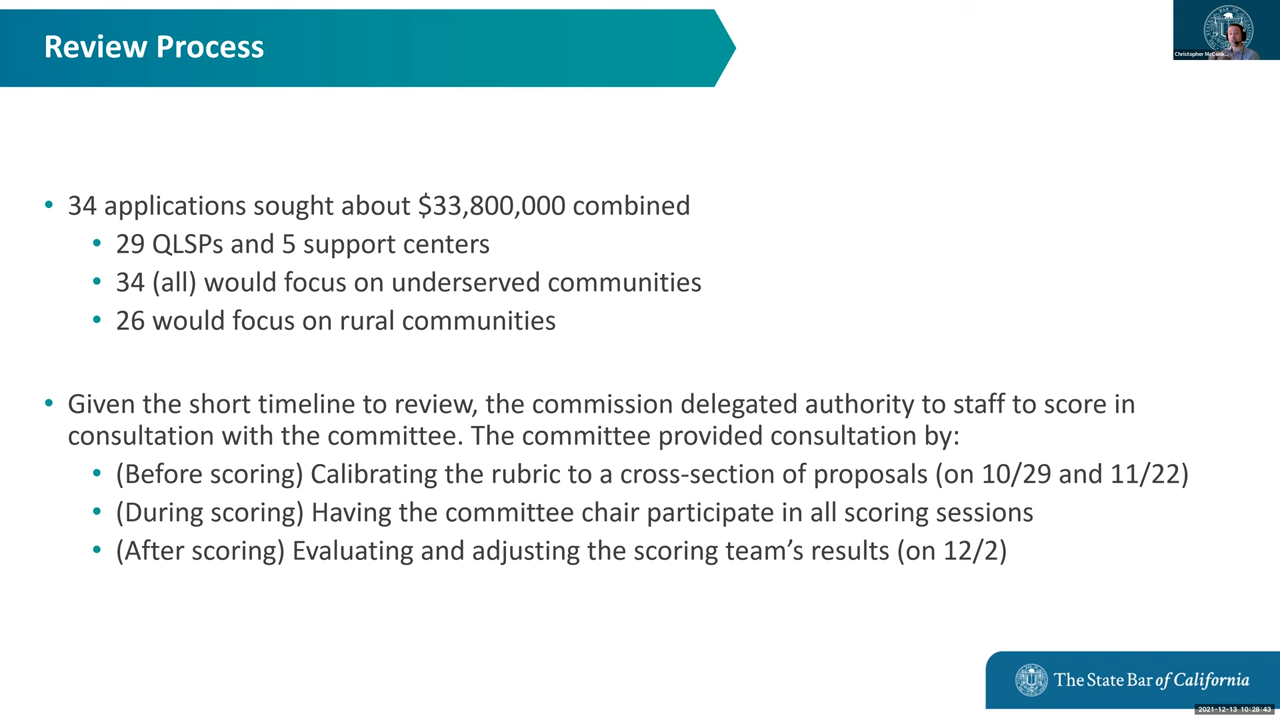 Review Process
Christopher McConk...
• 34 applications sought about $33,800,000 combined
• 29 QLSPs and 5 support centers
• 34 (all) would focus on underserved communities
• 26 would focus on rural communities
• Given the short timeline to review, the commission delegated authority to staff to score in
consultation with the committee. The committee provided consultation by:
• (Before scoring) Calibrating the rubric to a cross-section of proposals (on 10/29 and 11/22)
• (During scoring) Having the committee chair participate in all scoring sessions
• (After scoring) Evaluating and adjusting the scoring team's results (on 12/2)
The State Bar of California
2021-12-13 10:28:43